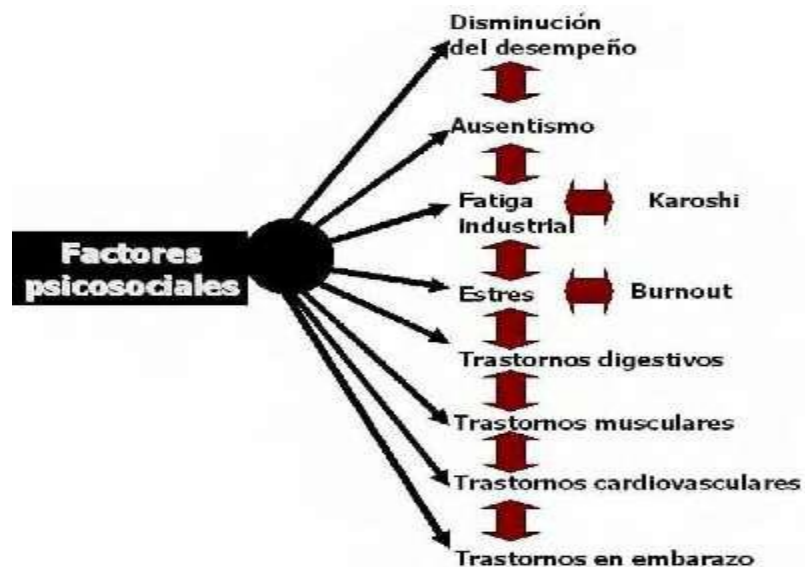 Disminución
del desempeño
Ausentismo
Fatiga
industrial
Karoshi
Factores
psicosociales
Estres
Burnout
Trastornos digestivos
Trastornos musculares
Trastornos cardiovasculares
Trastornos en embarazo